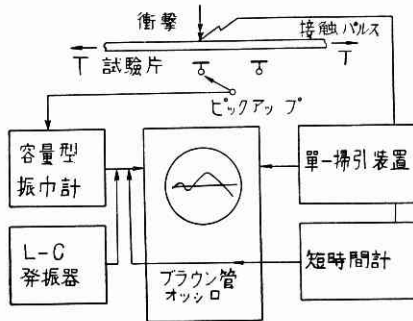 衝撃
接触パルス
T
試験片
T
ピックアップ
容量型
振巾計
單一掃引装置
L-C
発振器
ブラウン管
オッシロ
短時間計